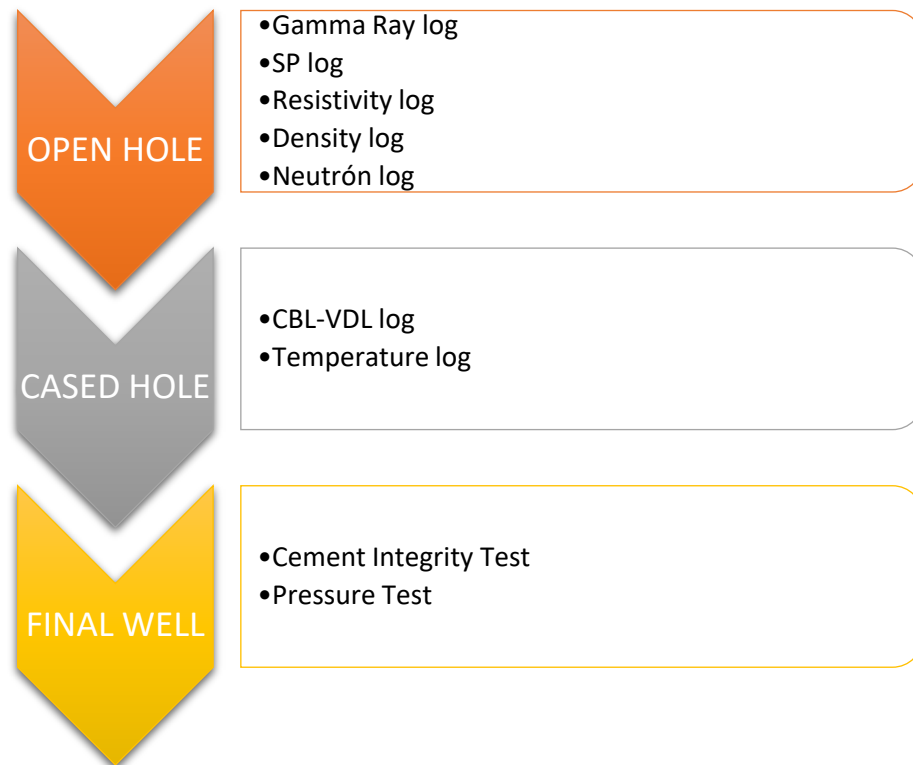 OPEN HOLE
•Gamma Ray log
•SP log
•Resistivity log
•Density log
•Neutrón log
CASED HOLE
•CBL-VDL log
•Temperature log
FINAL WELL
•Cement Integrity Test
•Pressure Test